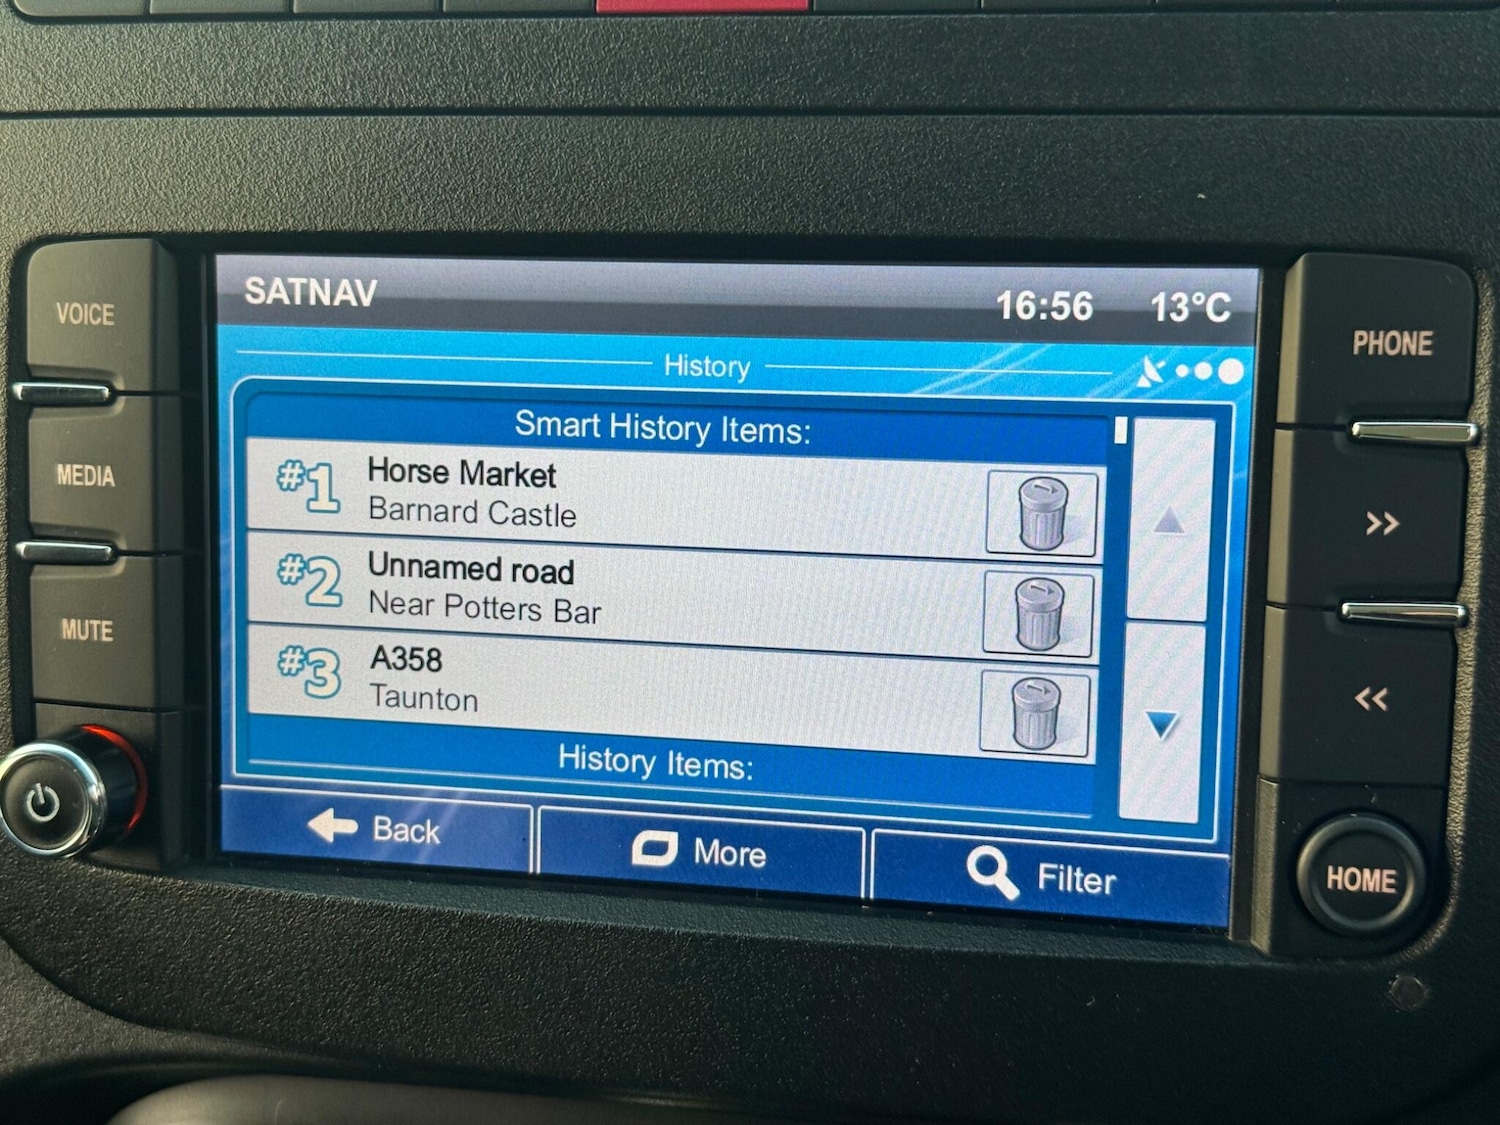 SATNAV 16:56 13°C
History
Smart History Items:
#1 Horse Market
Barnard Castle
#2 Unnamed road
Near Potters Bar
#3 A358
Taunton
History Items:
Back More Filter
VOICE
MEDIA
MUTE
PHONE
>>
<<
HOME